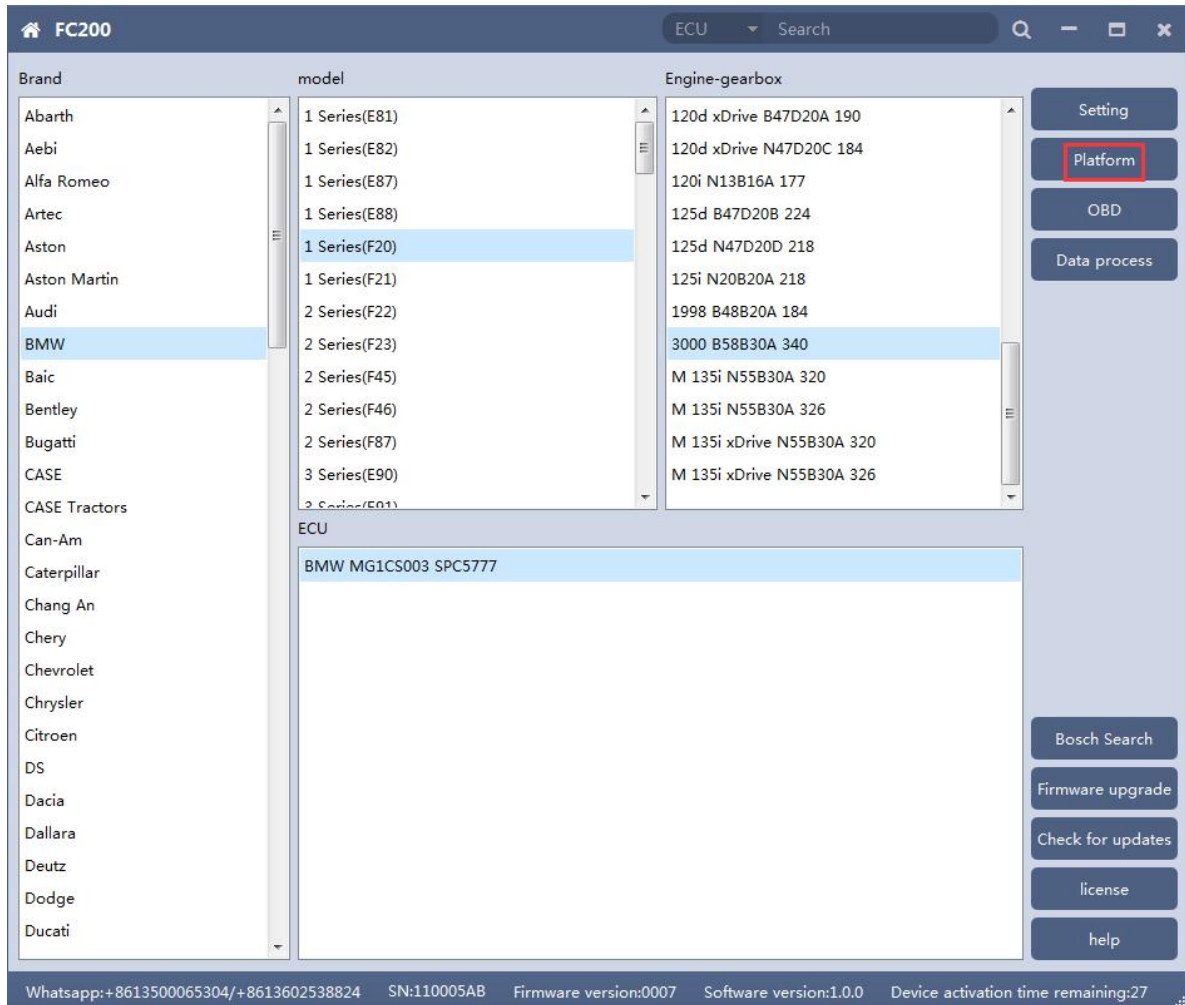 FC200
ECU Search
Brand
Abarth
Aebi
Alfa Romeo
Artec
Aston
Aston Martin
Audi
BMW
Baic
Bentley
Bugatti
CASE
CASE Tractors
Can-Am
Caterpillar
Chang An
Chery
Chevrolet
Chrysler
Citroen
DS
Dacia
Dallara
Deutz
Dodge
Ducati
model
1 Series(E81)
1 Series(E82)
1 Series(E87)
1 Series(E88)
1 Series(F20)
1 Series(F21)
2 Series(F22)
2 Series(F23)
2 Series(F45)
2 Series(F46)
2 Series(F87)
3 Series(E90)
3 Series(E91)
Engine-gearbox
120d xDrive B47D20A 190
120d xDrive N47D20C 184
120i N13B16A 177
125d B47D20B 224
125d N47D20D 218
125i N20B20A 218
1998 B48B20A 184
3000 B58B30A 340
M 135i N55B30A 320
M 135i N55B30A 326
M 135i xDrive N55B30A 320
M 135i xDrive N55B30A 326
ECU
BMW MG1CS003 SPC5777
Setting
Platform
OBD
Data process
Bosch Search
Firmware upgrade
Check for updates
license
help
Whatsapp:+8613500065304/+8613602538824 SN:110005AB Firmware version:0007 Software version:1.0.0 Device activation time remaining:27